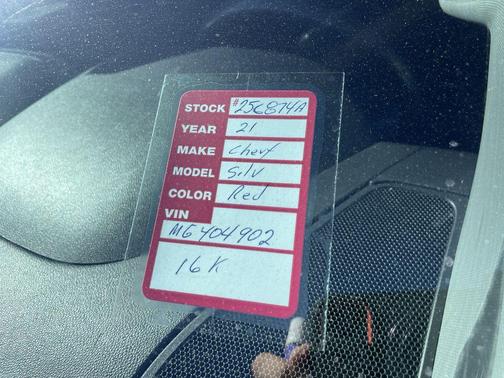 STOCK #25C874A
YEAR 21
MAKE Chevy
MODEL Silv
COLOR Red
VIN
MG404902
16K